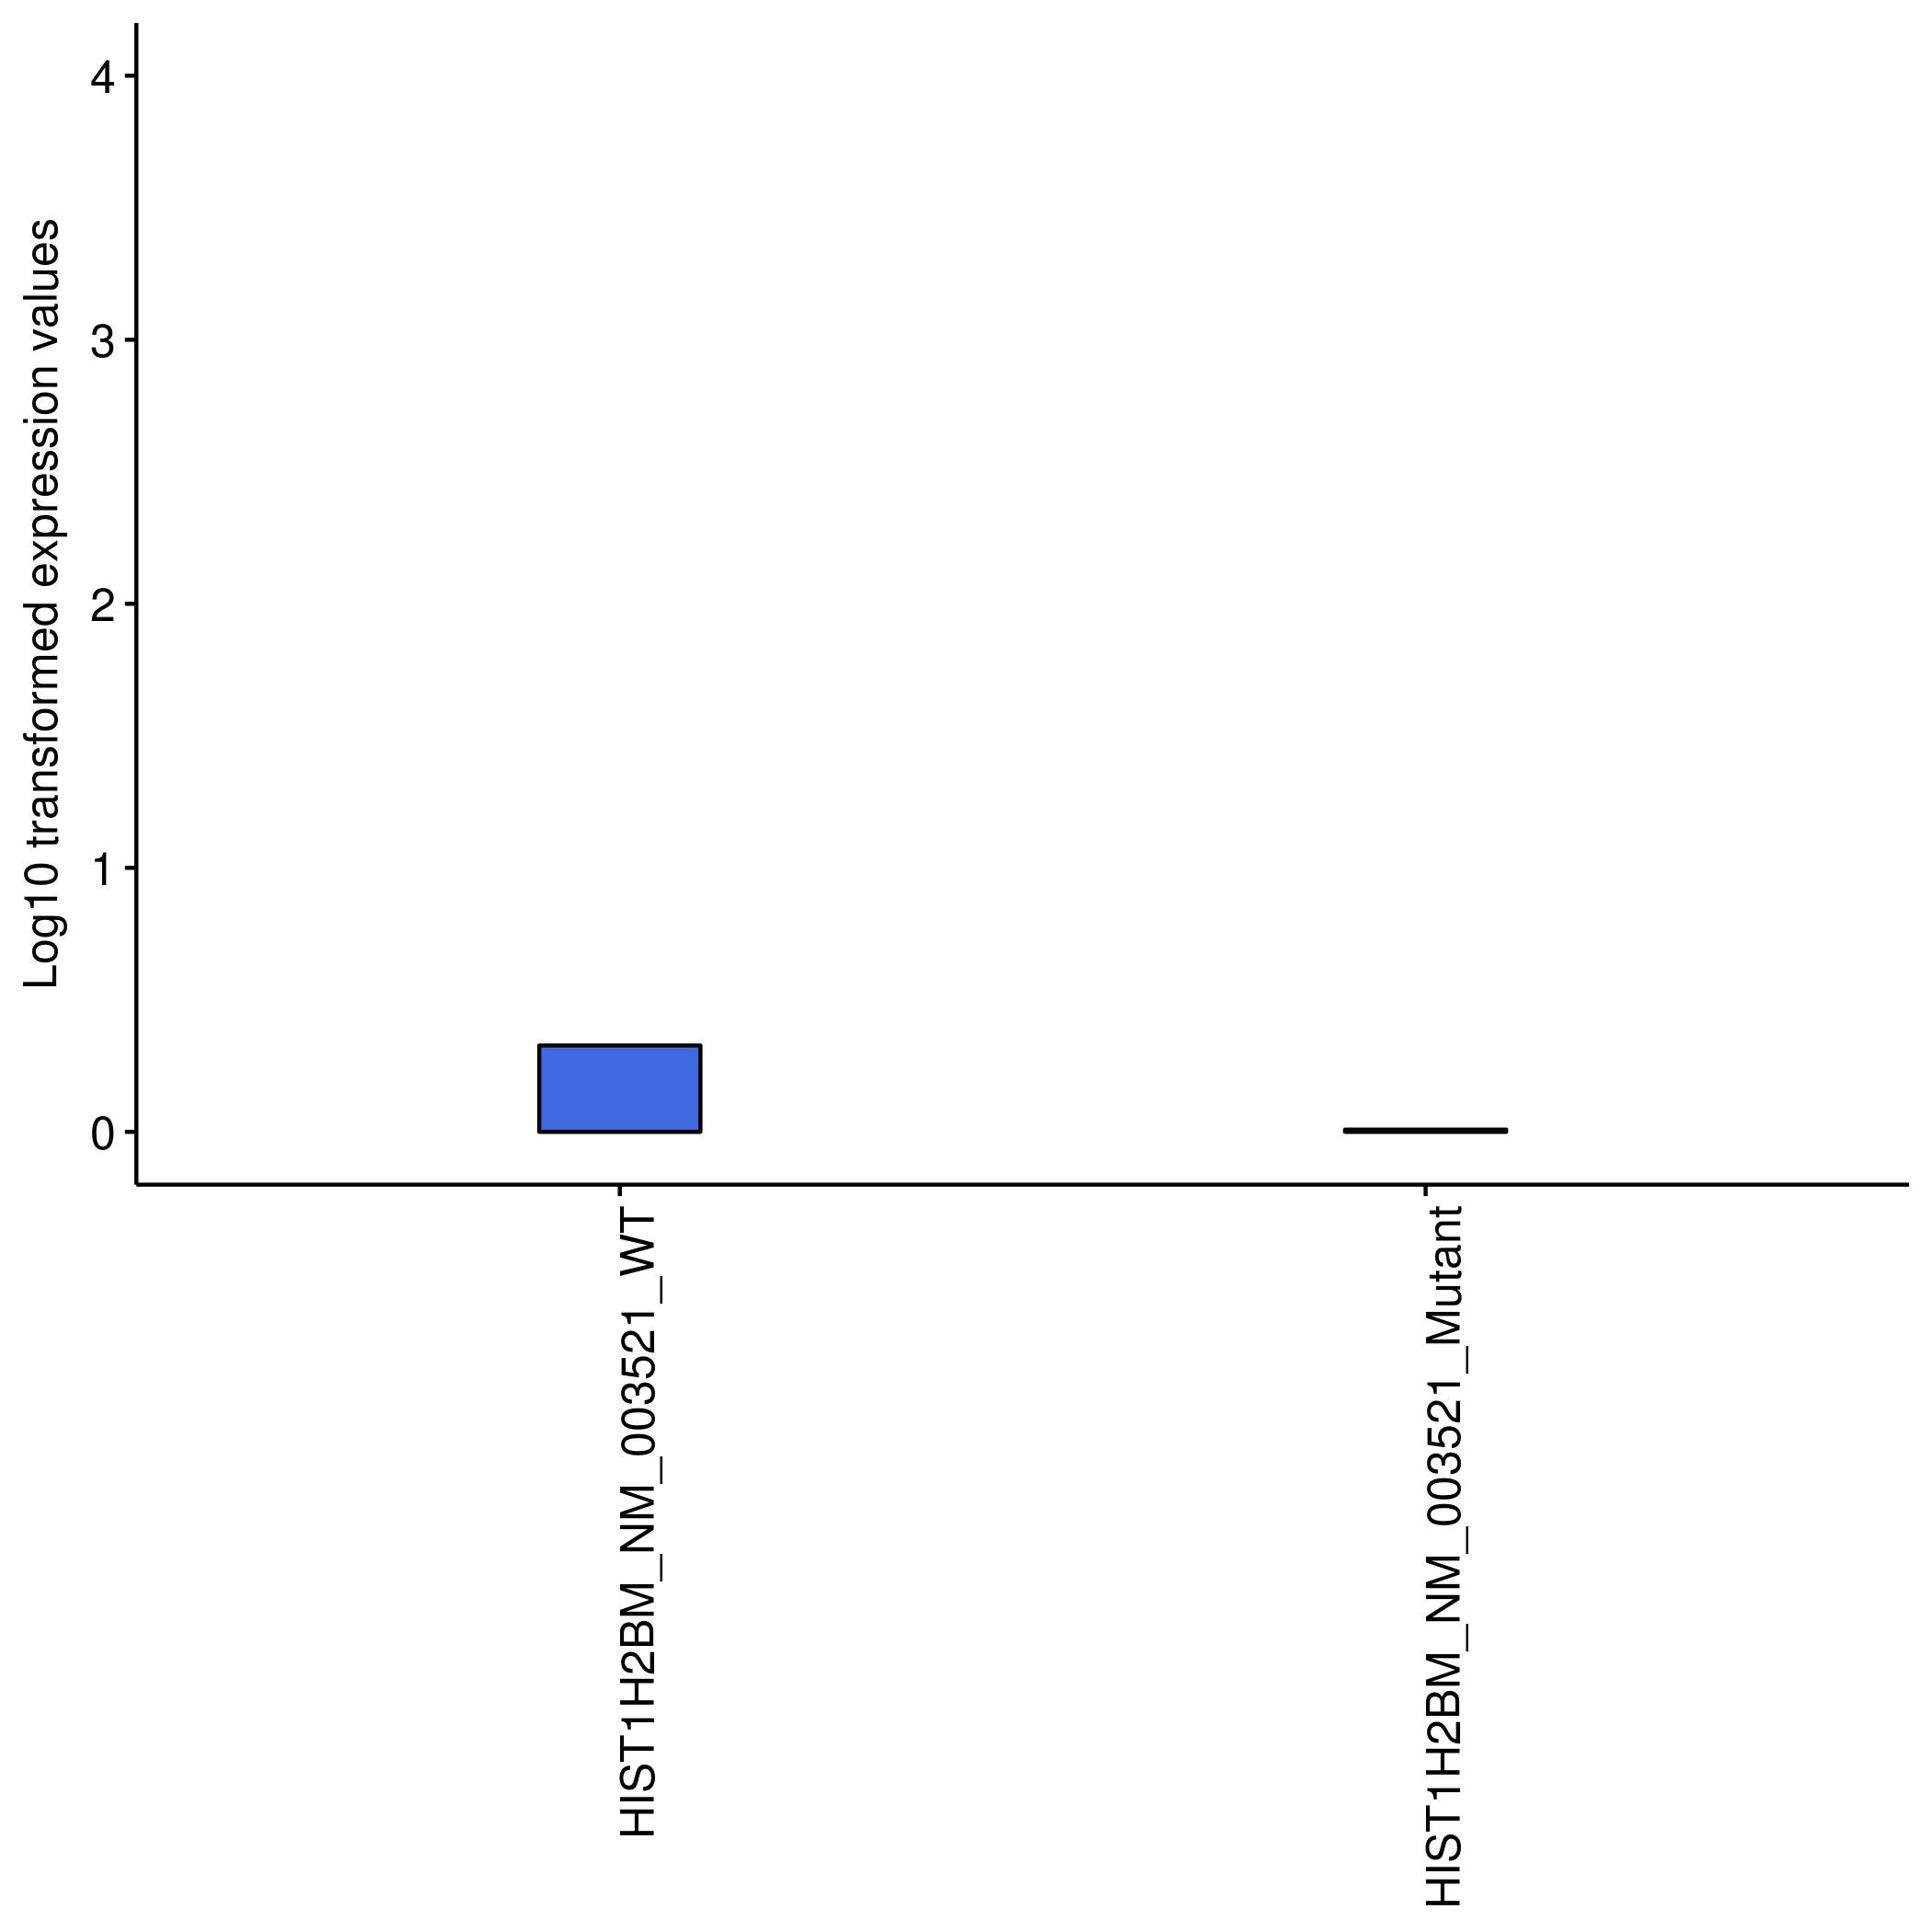 Log10 transformed expression values
4
3
2
1
0
HIST1H2BM_NM_003521_WT
HIST1H2BM_NM_003521_Mutant